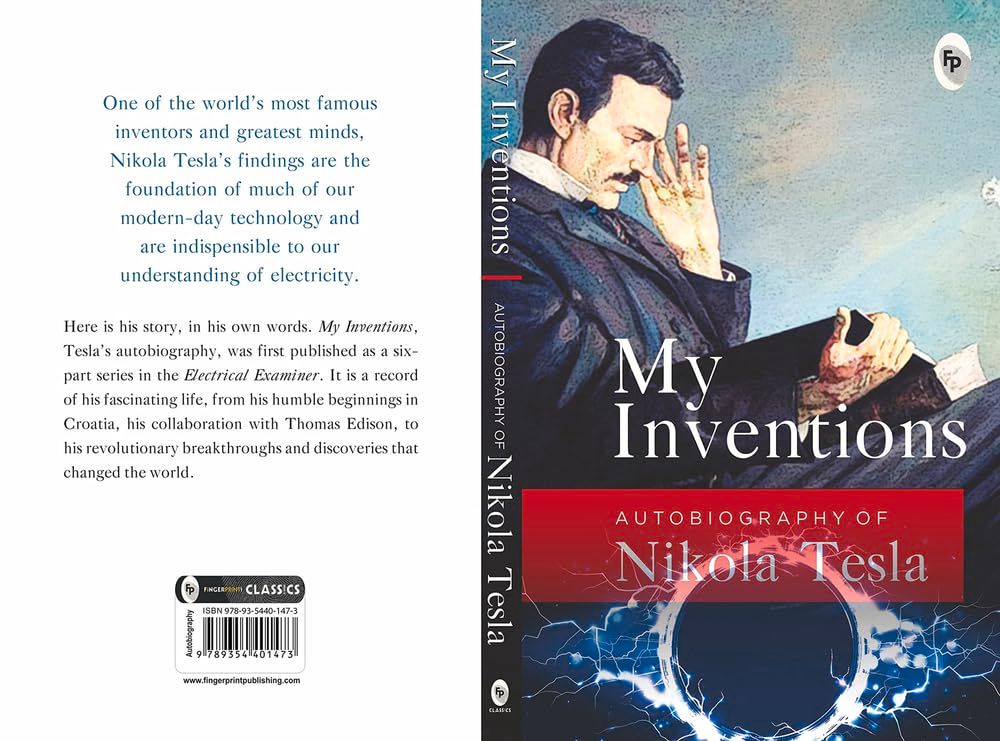 One of the world's most famous
inventors and greatest minds,
Nikola Tesla's findings are the
foundation of much of our
modern-day technology and
are indispensible to our
understanding of electricity.
Here is his story, in his own words. My Inventions,
Tesla's autobiography, was first published as a six-
part series in the Electrical Examiner. It is a record
of his fascinating life, from his humble beginnings in
Croatia, his collaboration with Thomas Edison, to
his revolutionary breakthroughs and discoveries that
changed the world.
FP FiNGERPRINT! CLASSiCS
ISBN 978-93-5440-147-3
Autobiography
9 789354 401473
www.fingerprintpublishing.com
My Inventions
AUTOBIOGRAPHY OF Nikola Tesla
FP
CLASSiCS
FP
My
Inventions
AUTOBIOGRAPHY OF
Nikola Tesla